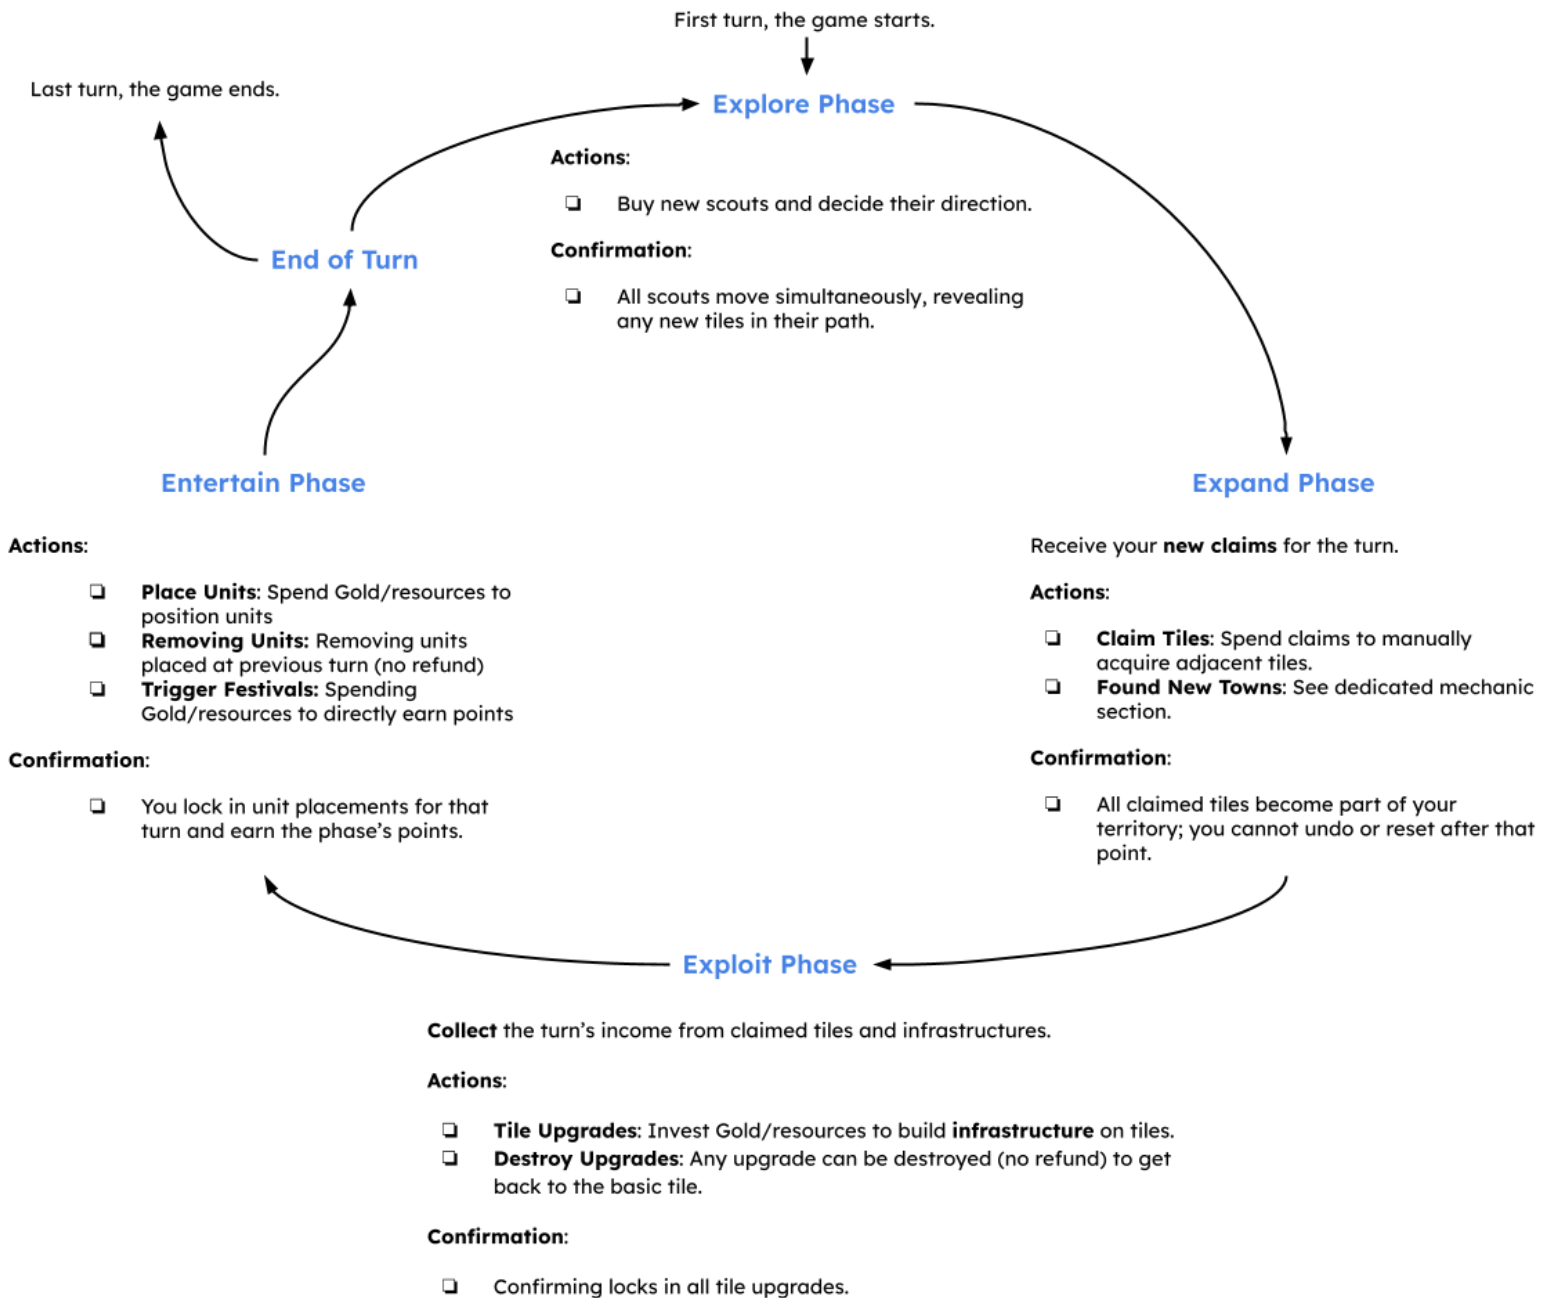 First turn, the game starts.
Last turn, the game ends.
Explore Phase
Actions:
Buy new scouts and decide their direction.
Confirmation:
All scouts move simultaneously, revealing
any new tiles in their path.
End of Turn
Expand Phase
Receive your new claims for the turn.
Actions:
Claim Tiles: Spend claims to manually
acquire adjacent tiles.
Found New Towns: See dedicated mechanic
section.
Confirmation:
All claimed tiles become part of your
territory; you cannot undo or reset after that
point.
Entertain Phase
Actions:
Place Units: Spend Gold/resources to
position units
Removing Units: Removing units
placed at previous turn (no refund)
Trigger Festivals: Spending
Gold/resources to directly earn points
Confirmation:
You lock in unit placements for that
turn and earn the phase’s points.
Exploit Phase
Collect the turn’s income from claimed tiles and infrastructures.
Actions:
Tile Upgrades: Invest Gold/resources to build infrastructure on tiles.
Destroy Upgrades: Any upgrade can be destroyed (no refund) to get
back to the basic tile.
Confirmation:
Confirming locks in all tile upgrades.